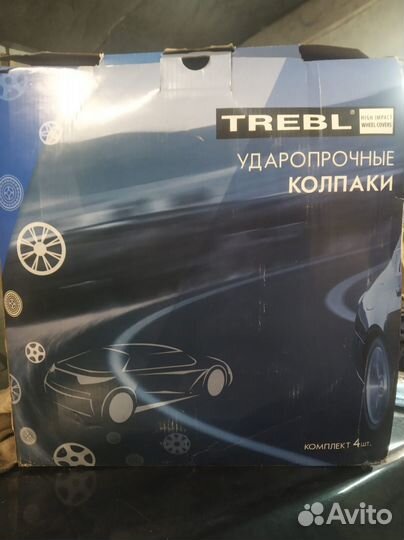 TREBL®
HIGH IMPACT
WHEEL COVERS
УДАРОПРОЧНЫЕ
КОЛПАКИ
КОМПЛЕКТ 4 ШТ.
Avito